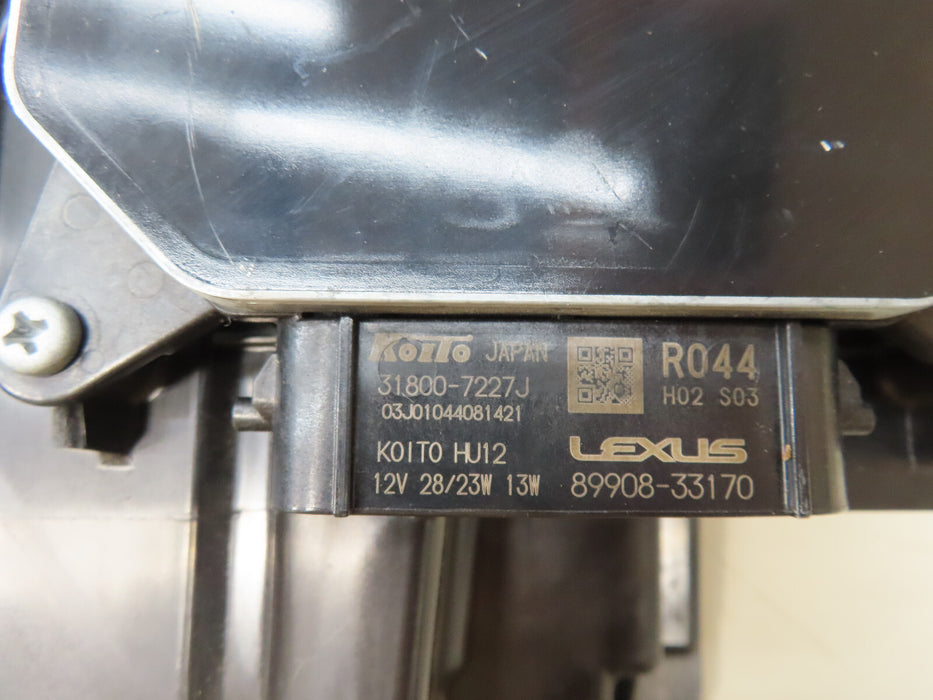 KOITO JAPAN
31800-7227J
03J01044081421
KOITO HU12
12V 28/23W 13W
R044
H02 S03
LEXUS
89908-33170